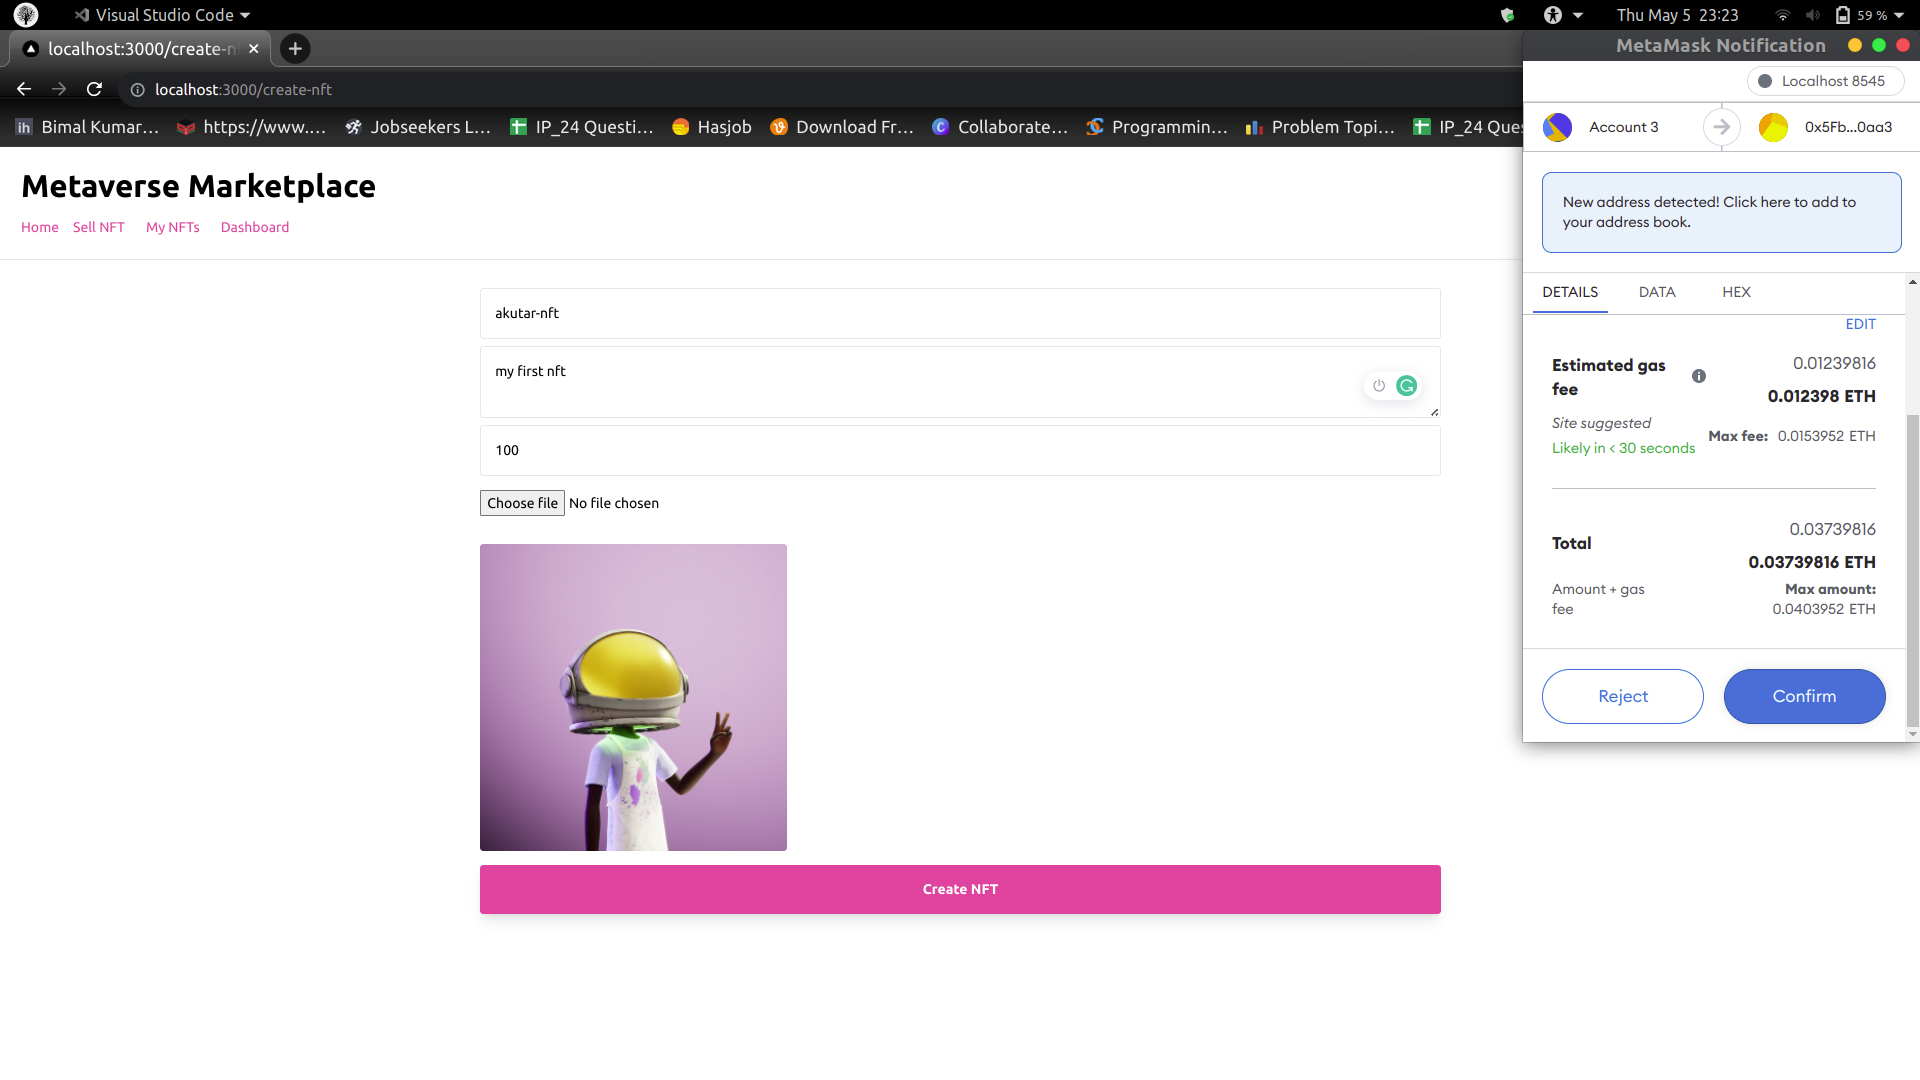 Visual Studio Code
Thu May 5 23:23
59 %
localhost:3000/create-n
MetaMask Notification
localhost:3000/create-nft
Localhost 8545
ih Bimal Kumar...
https://www....
Jobseekers L...
IP_24 Questi...
Hasjob
Download Fr...
Collaborate...
Programmin...
Problem Topi...
IP_24 Ques
Account 3
0x5Fb...0aa3
Metaverse Marketplace
Home
Sell NFT
My NFTs
Dashboard
New address detected! Click here to add to
your address book.
DETAILS
DATA
HEX
EDIT
akutar-nft
my first nft
100
Choose file
No file chosen
Create NFT
Estimated gas
fee
0.01239816
0.012398 ETH
Site suggested
Likely in < 30 seconds
Max fee: 0.0153952 ETH
Total
0.03739816
0.03739816 ETH
Amount + gas
fee
Max amount:
0.0403952 ETH
Reject
Confirm